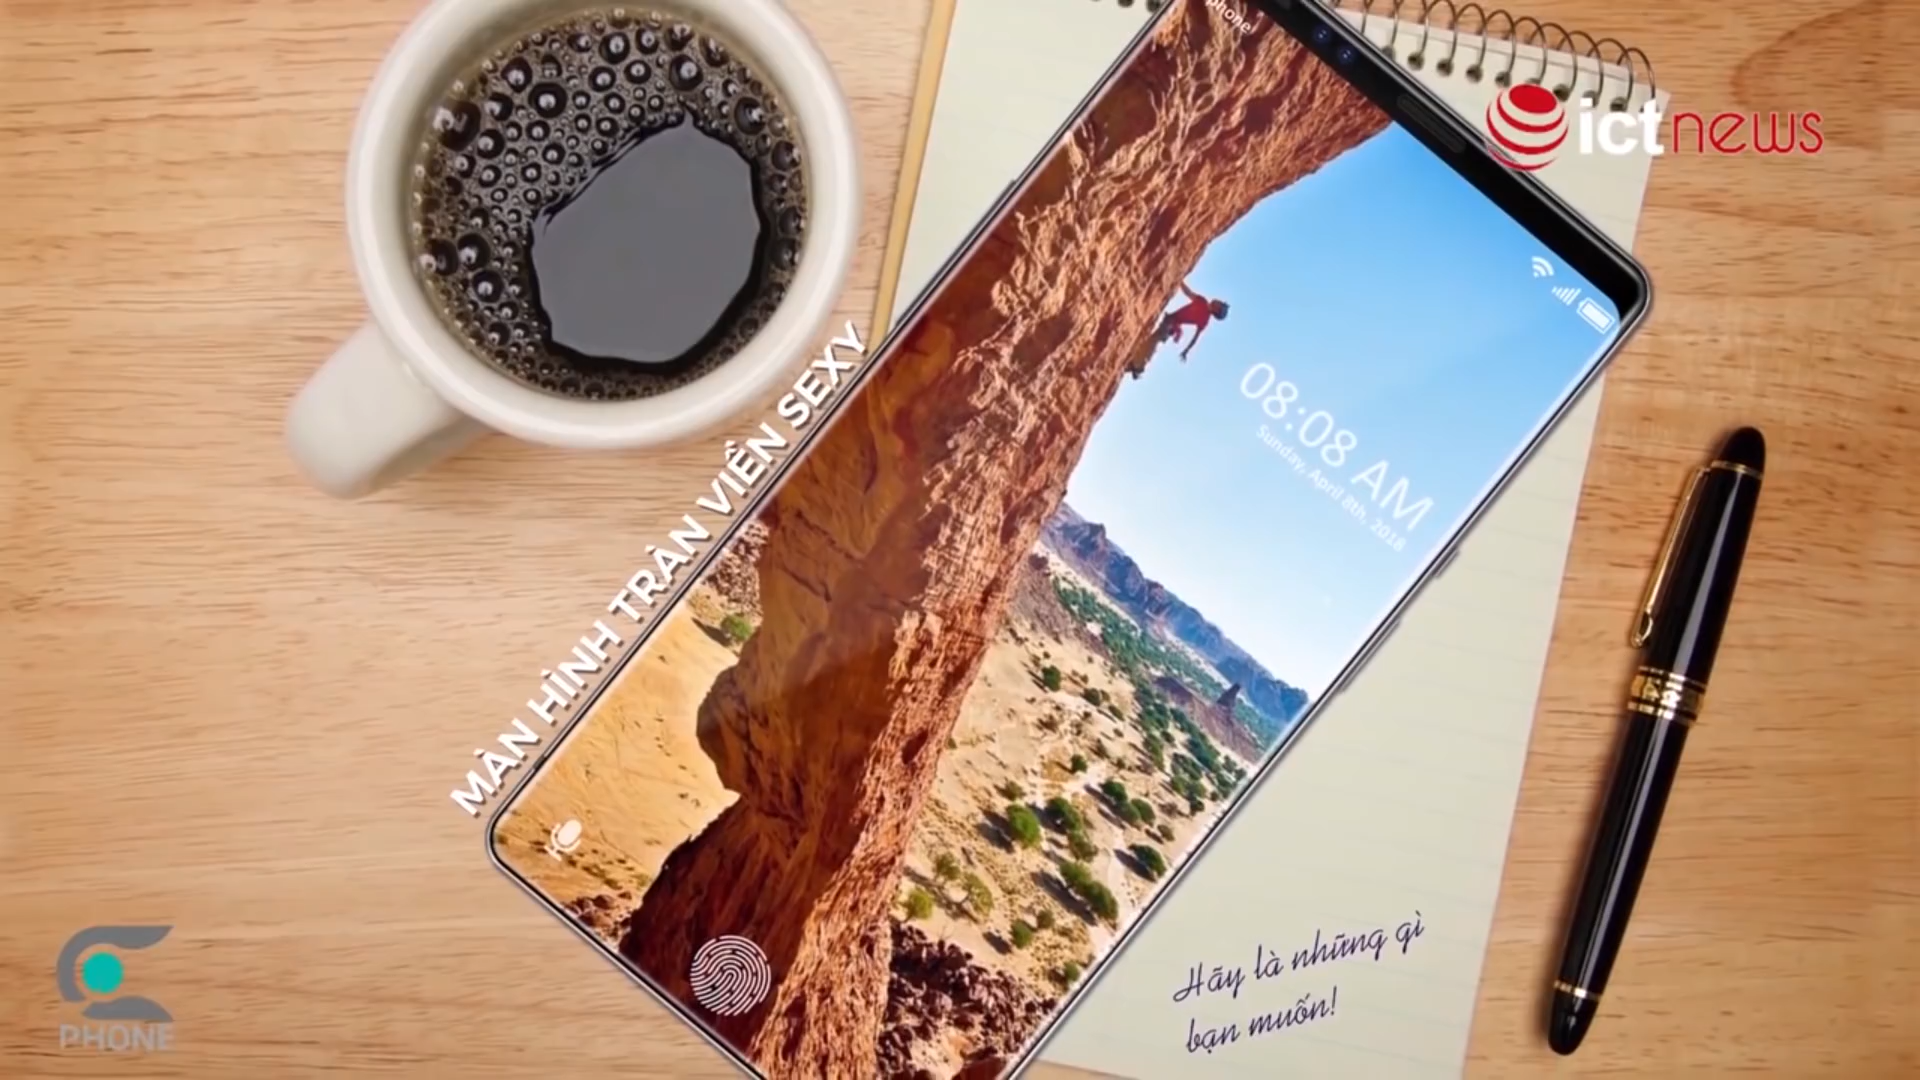 phone
ictnews
08:08 AM
Sunday, April 8th, 2018
MÀN HÌNH TRÀN VIỀN SEXY
Hãy là những gì
bạn muốn!
PHONE